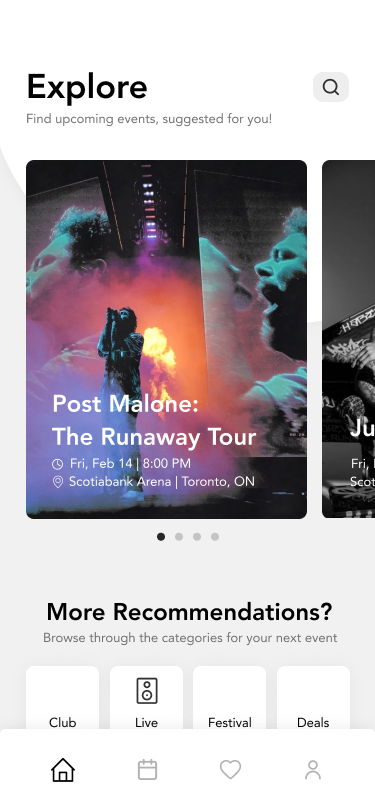 Explore
Find upcoming events, suggested for you!
Post Malone:
The Runaway Tour
Fri, Feb 14 | 8:00 PM
Scotiabank Arena | Toronto, ON
Ju
Fri,
Scot
More Recommendations?
Browse through the categories for your next event
Club
Live
Festival
Deals